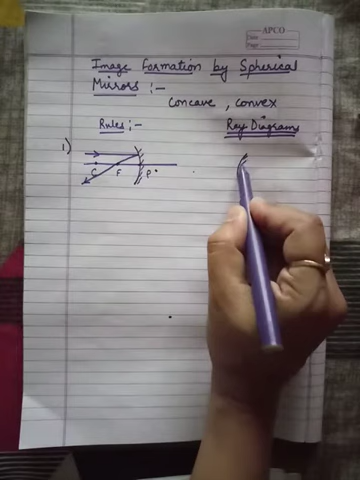 APCO
Date
Page
Image Formation by Spherical
Mirrors :-
Concave , convex
Rules :-
Ray Diagrams
1)
C F P